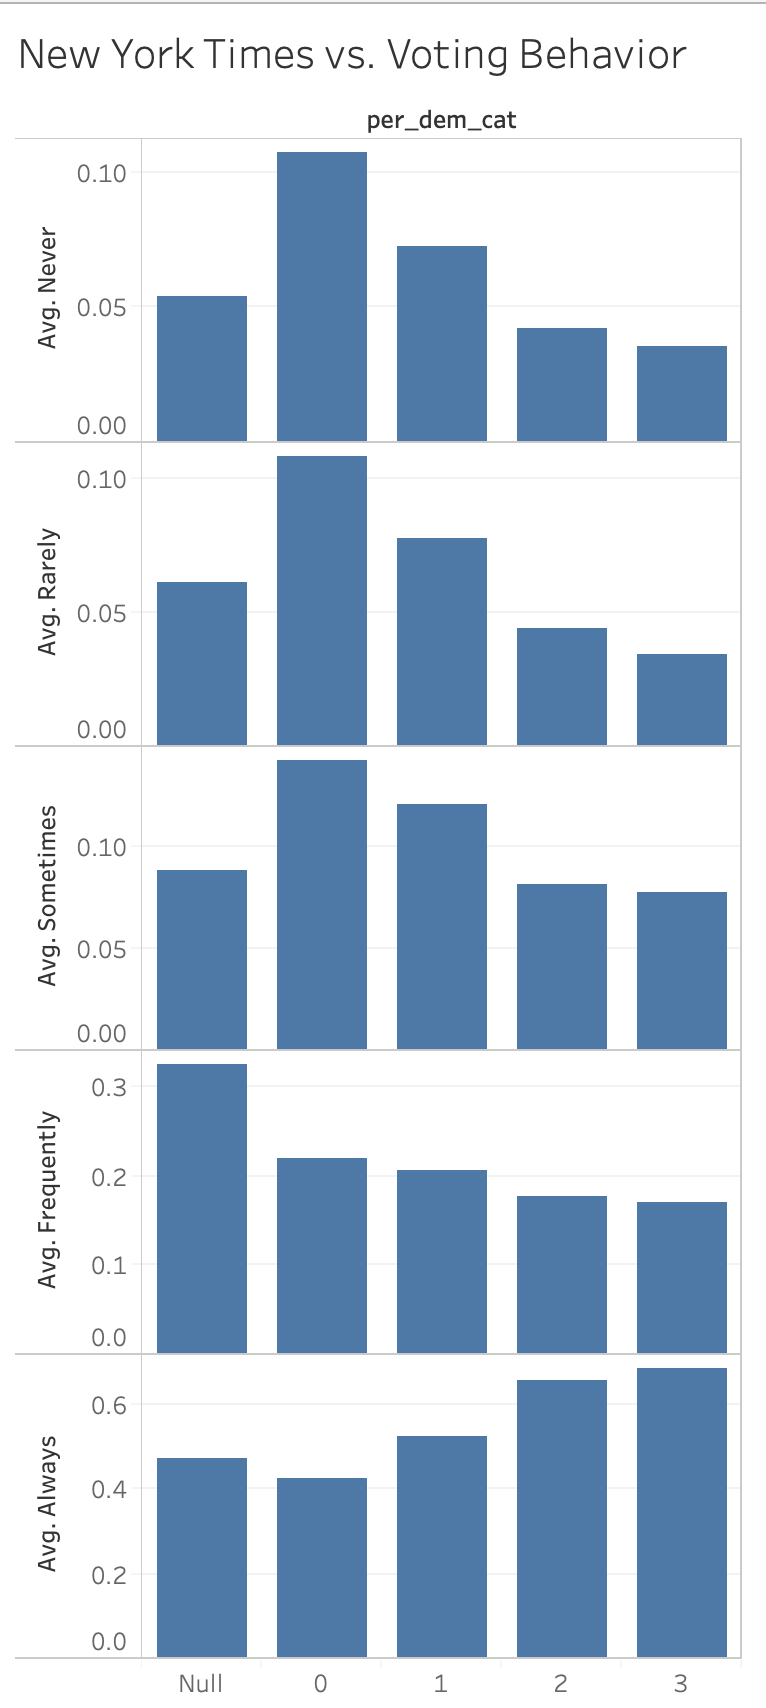 New York Times vs. Voting Behavior
per_dem_cat
Avg. Never
0.10
0.05
0.00
Avg. Rarely
0.10
0.05
0.00
Avg. Sometimes
0.10
0.05
0.00
Avg. Frequently
0.3
0.2
0.1
0.0
Avg. Always
0.6
0.4
0.2
0.0
Null 0 1 2 3